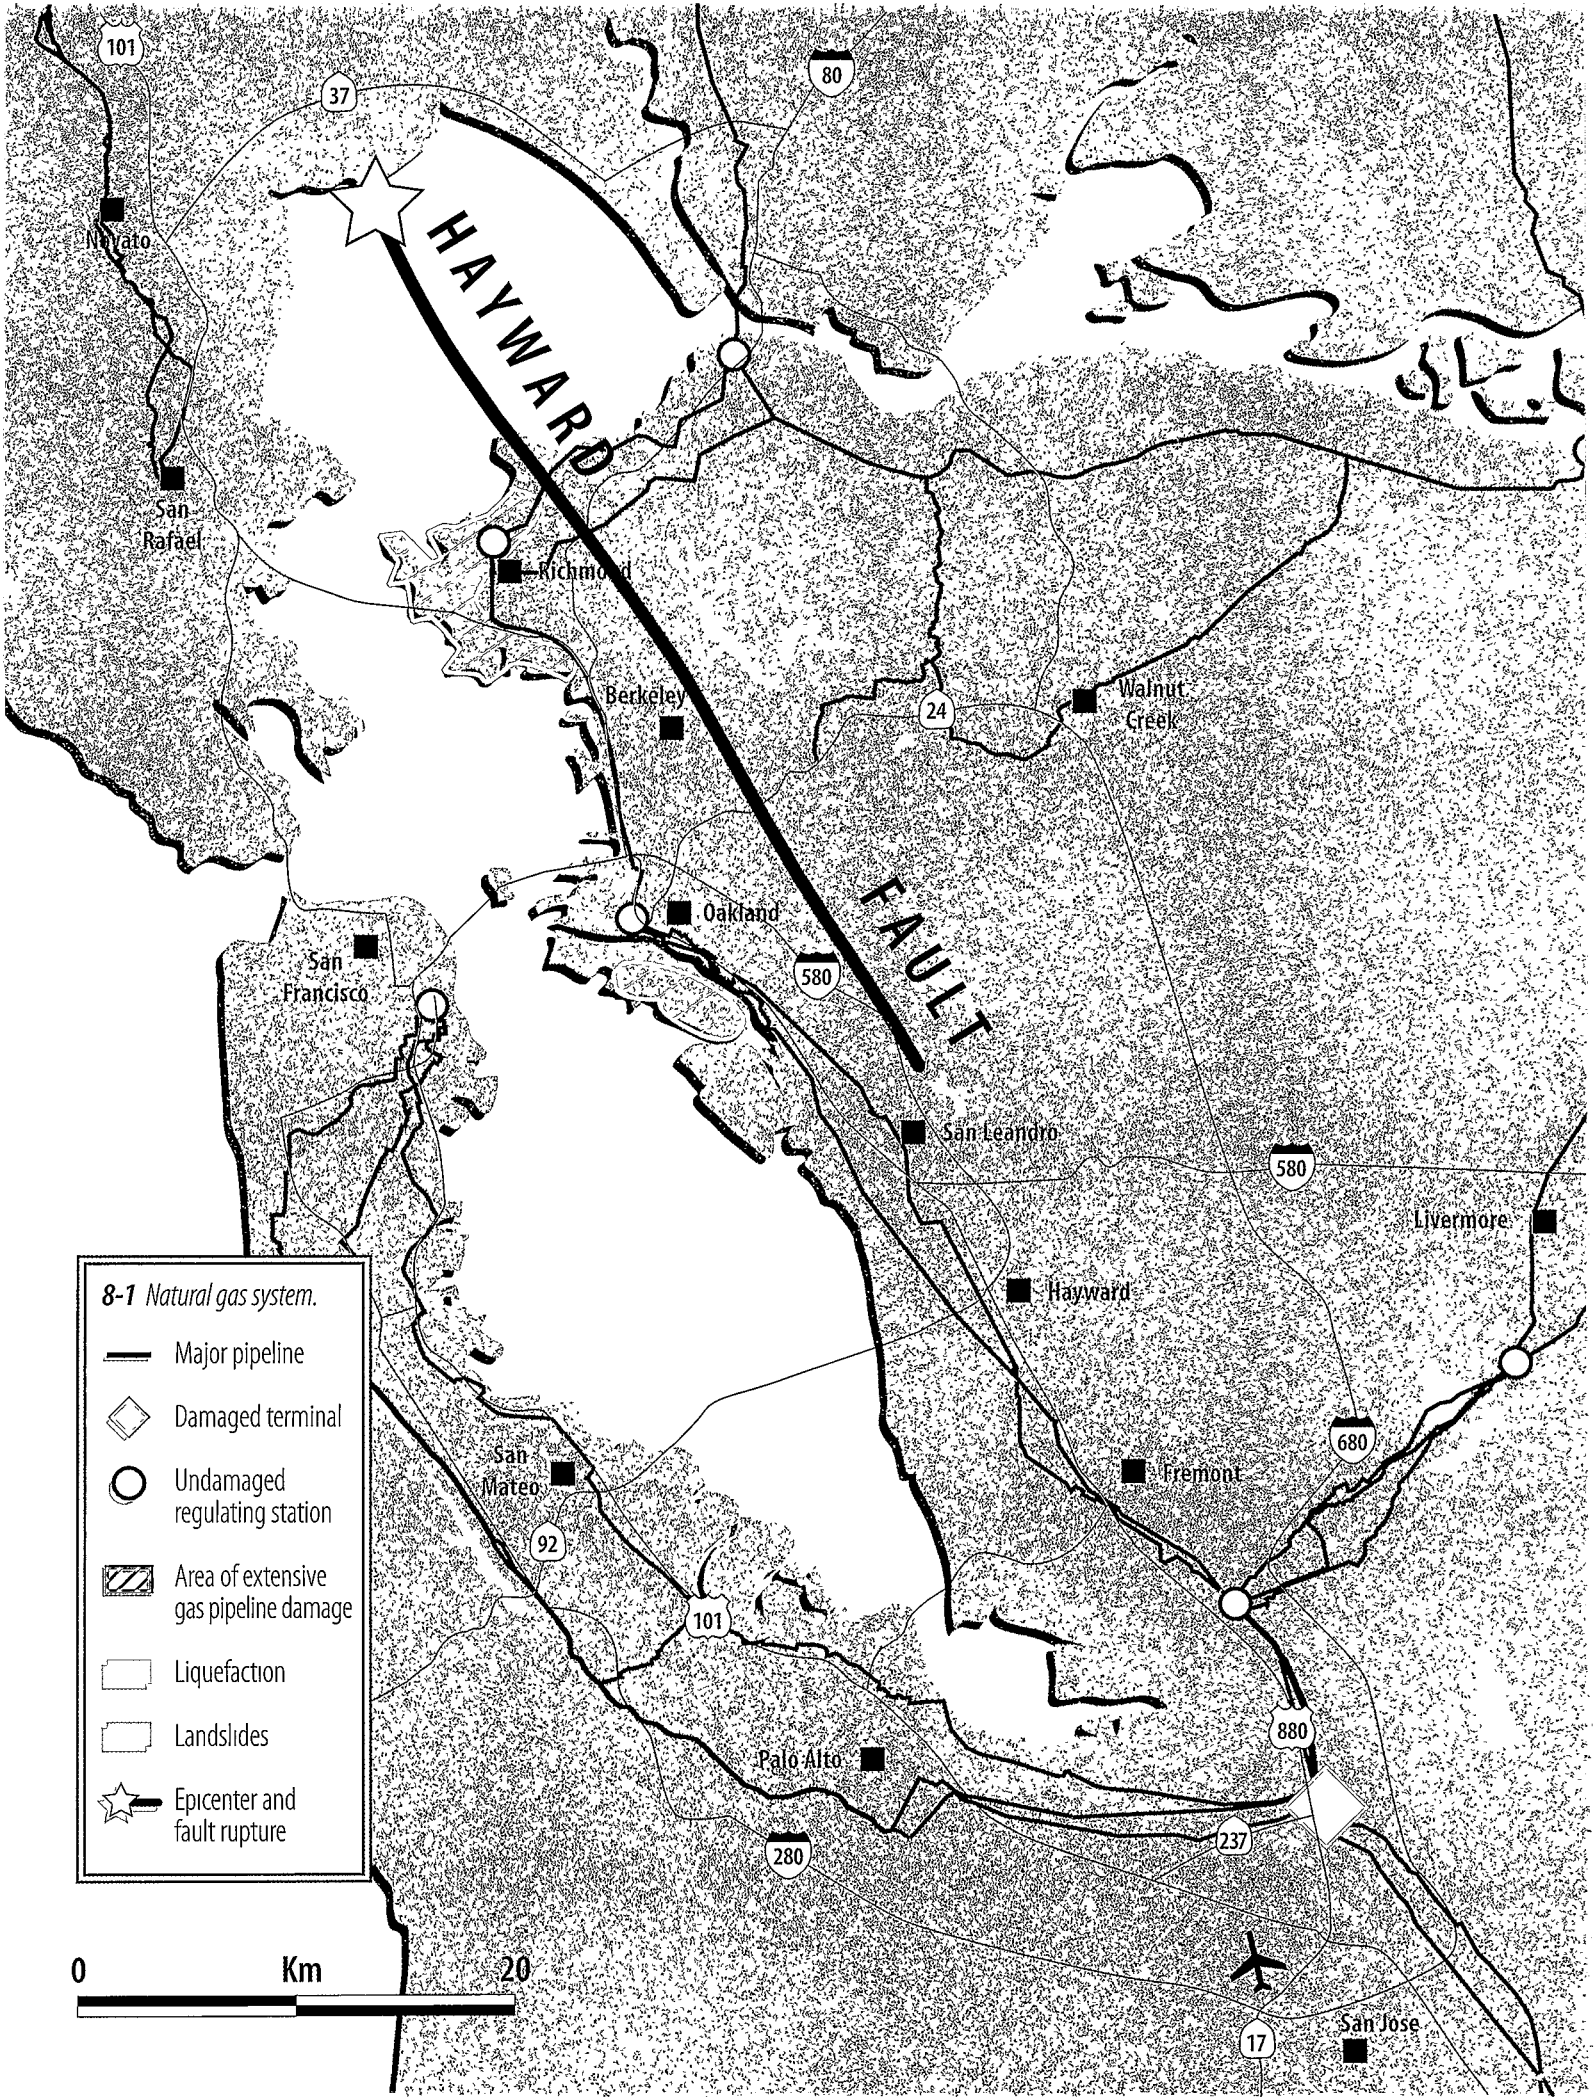 101
80
37
Novato
HAYWARD
San
Rafael
Richmond
Berkeley
24
Walnut
Creek
Oakland
FAULT
580
San
Francisco
San Leandro
580
Livermore
Hayward
8-1 Natural gas system.
Major pipeline
Damaged terminal
Undamaged
regulating station
Area of extensive
gas pipeline damage
Liquefaction
Landslides
Epicenter and
fault rupture
680
San
Mateo
Fremont
92
101
880
Palo Alto
237
280
0 Km 20
17
San Jose